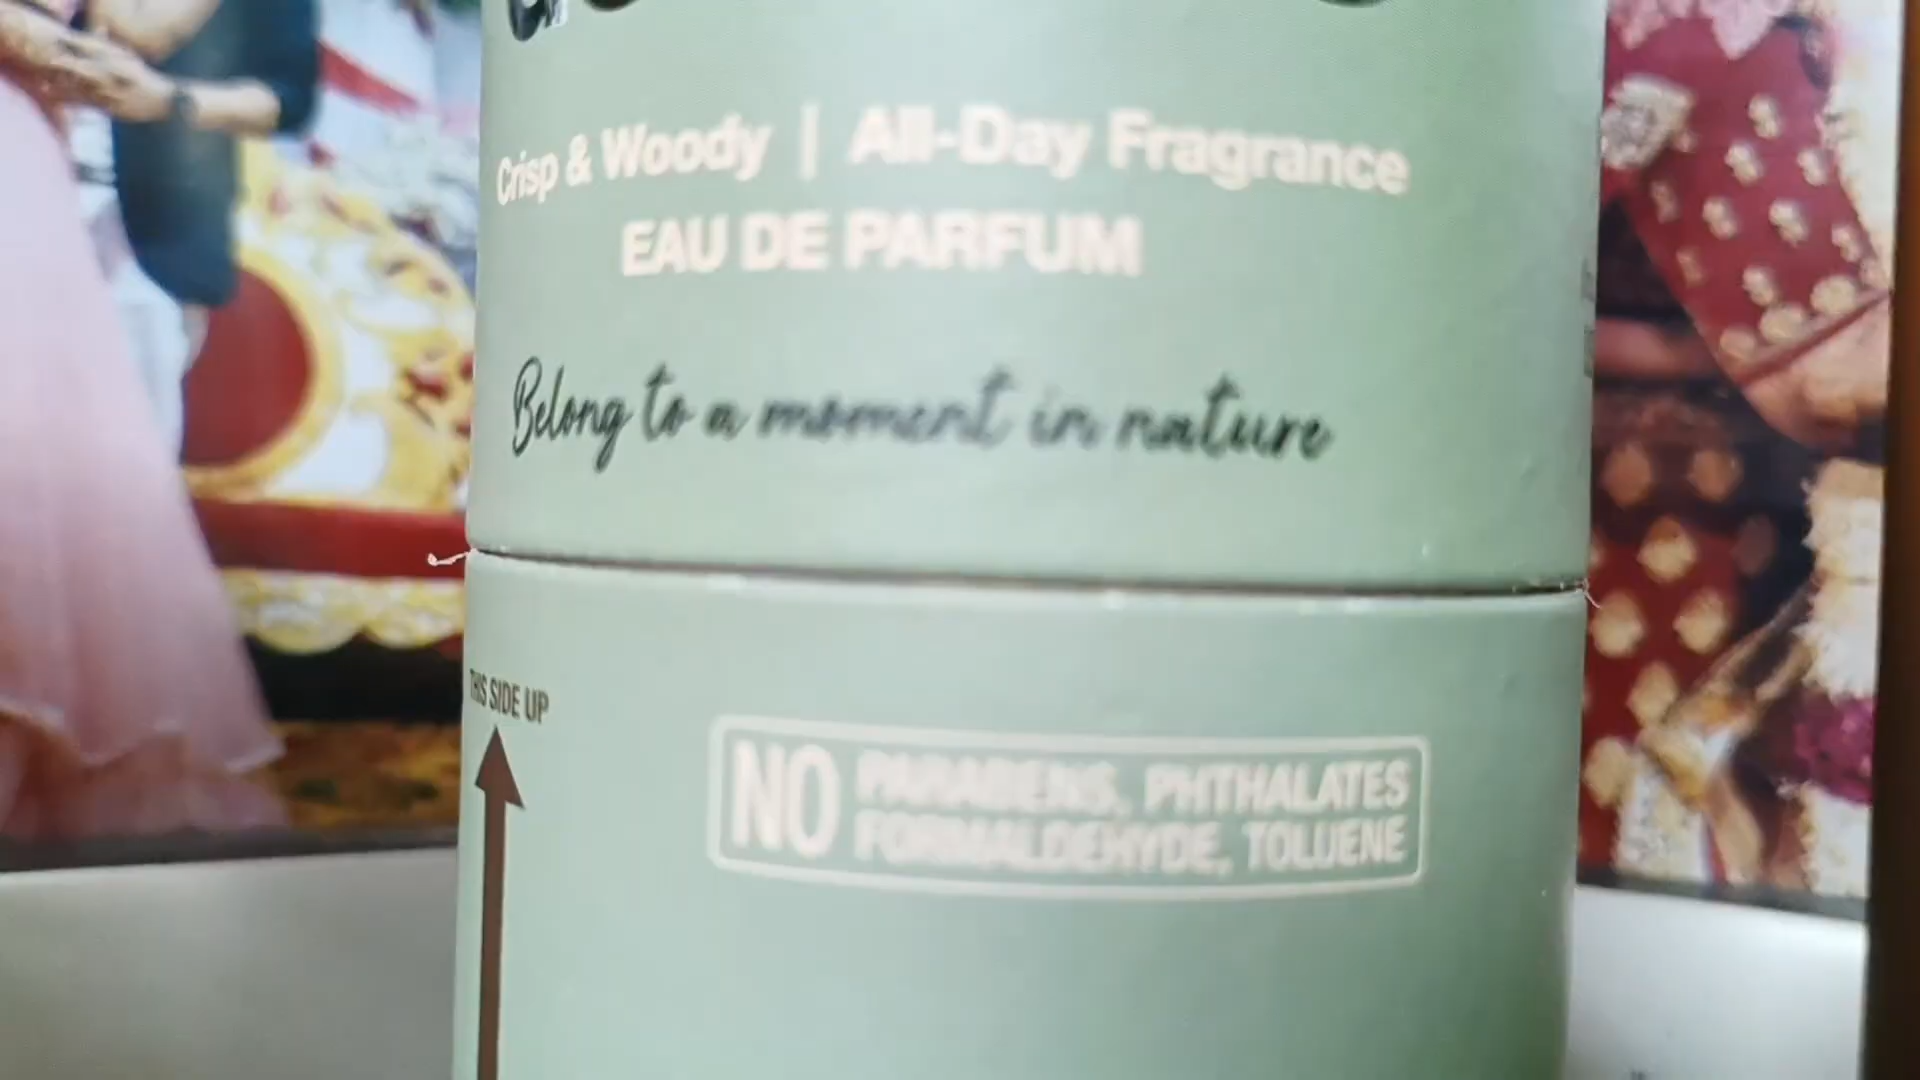 Crisp & Woody | All-Day Fragrance
EAU DE PARFUM
Belong to a moment in nature
THIS SIDE UP
NO PARABENS, PHTHALATES
FORMALDEHYDE, TOLUENE